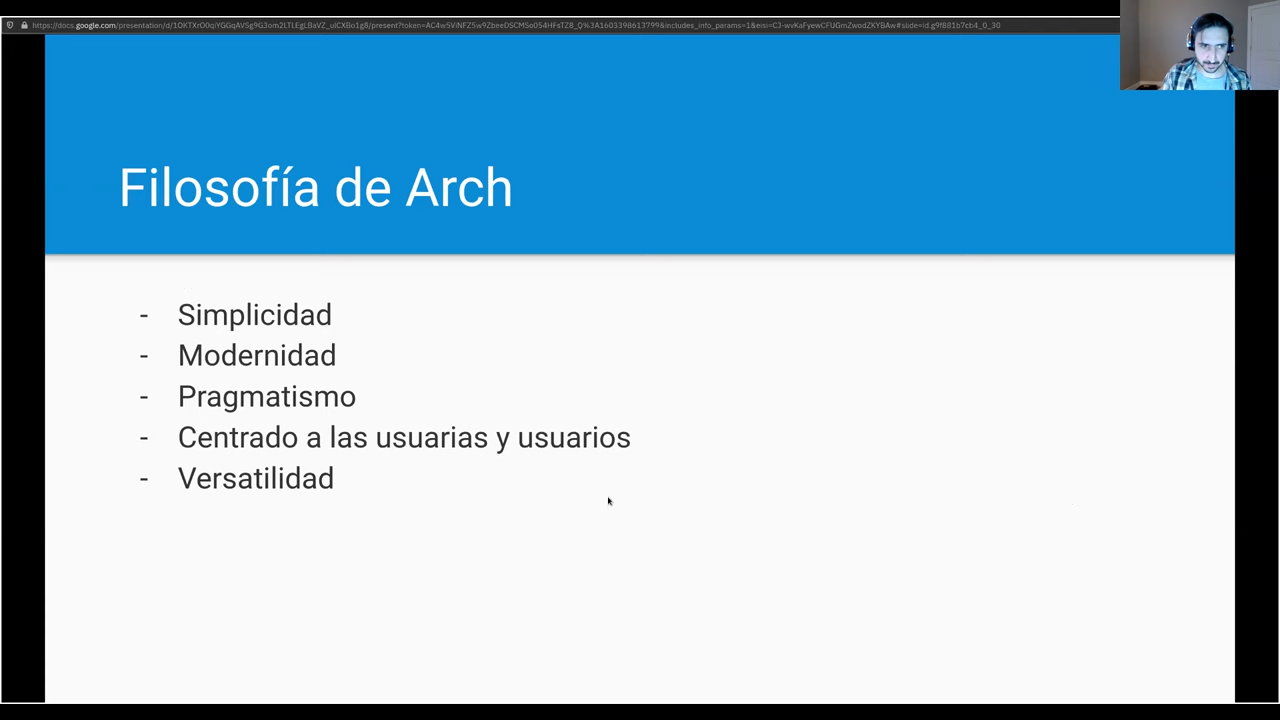 Filosofía de Arch
- Simplicidad
- Modernidad
- Pragmatismo
- Centrado a las usuarias y usuarios
- Versatilidad